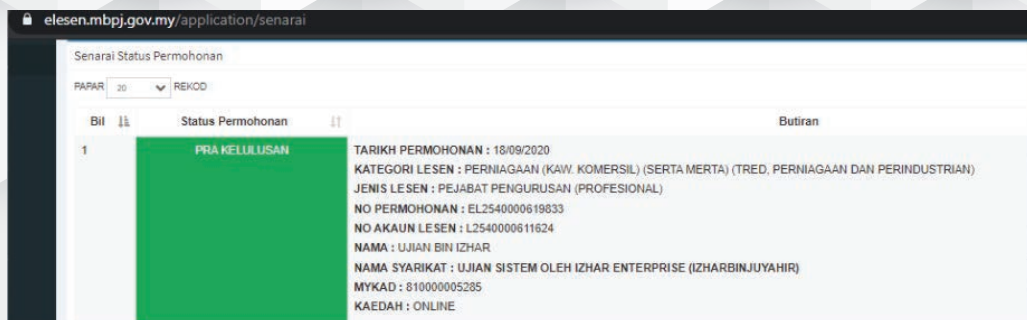 elesen.mbpj.gov.my/application/senarai
Senarai Status Permohonan
PAPAR 20 REKOD
Bil Status Permohonan Butiran
1 PRA KELULUSAN TARIKH PERMOHONAN : 18/09/2020
KATEGORI LESEN : PERNIAGAAN (KAW. KOMERSIL) (SERTA MERTA) (TRED, PERNIAGAAN DAN PERINDUSTRIAN)
JENIS LESEN : PEJABAT PENGURUSAN (PROFESIONAL)
NO PERMOHONAN : EL2540000619833
NO AKAUN LESEN : L2540000611624
NAMA : UJIAN BIN IZHAR
NAMA SYARIKAT : UJIAN SISTEM OLEH IZHAR ENTERPRISE (IZHARBINJUYAHIR)
MYKAD : 810000005285
KAEDAH : ONLINE